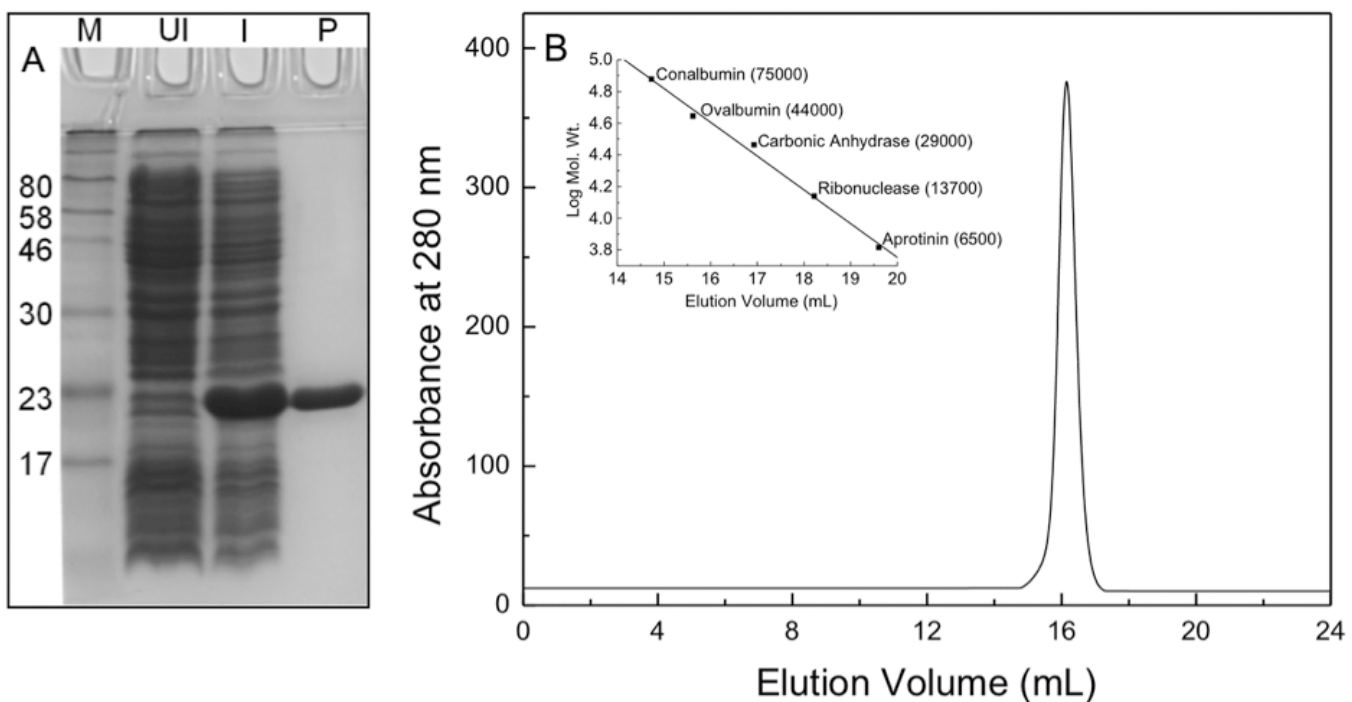 A
M UI I P
80
58
46
30
23
17
B
Absorbance at 280 nm
400
300
200
100
0
0 4 8 12 16 20 24
Elution Volume (mL)
Log Mol. Wt.
5.0
4.8
4.6
4.4
4.2
4.0
3.8
14 15 16 17 18 19 20
Elution Volume (mL)
Conalbumin (75000)
Ovalbumin (44000)
Carbonic Anhydrase (29000)
Ribonuclease (13700)
Aprotinin (6500)